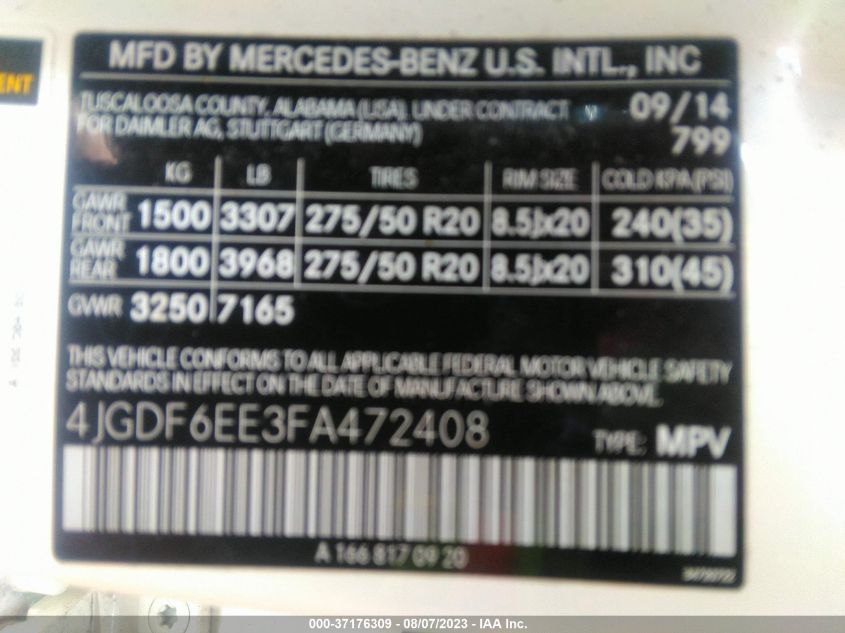 ENT
MFD BY MERCEDES-BENZ U.S. INTL., INC
TUSCALOOSA COUNTY, ALABAMA (USA), UNDER CONTRACT 09/14
FOR DAIMLER AG, STUTTGART (GERMANY) 799
KG LB TIRES RIM SIZE COLD KPA(PSI)
GAWR FRONT 1500 3307 275/50 R20 8.5Jx20 240(35)
GAWR REAR 1800 3968 275/50 R20 8.5Jx20 310(45)
GVWR 3250 7165
THIS VEHICLE CONFORMS TO ALL APPLICABLE FEDERAL MOTOR VEHICLE SAFETY
STANDARDS IN EFFECT ON THE DATE OF MANUFACTURE SHOWN ABOVE.
4JGDF6EE3FA472408 TYPE: MPV
A 166 817 09 20
000-37176309 - 08/07/2023 - IAA Inc.